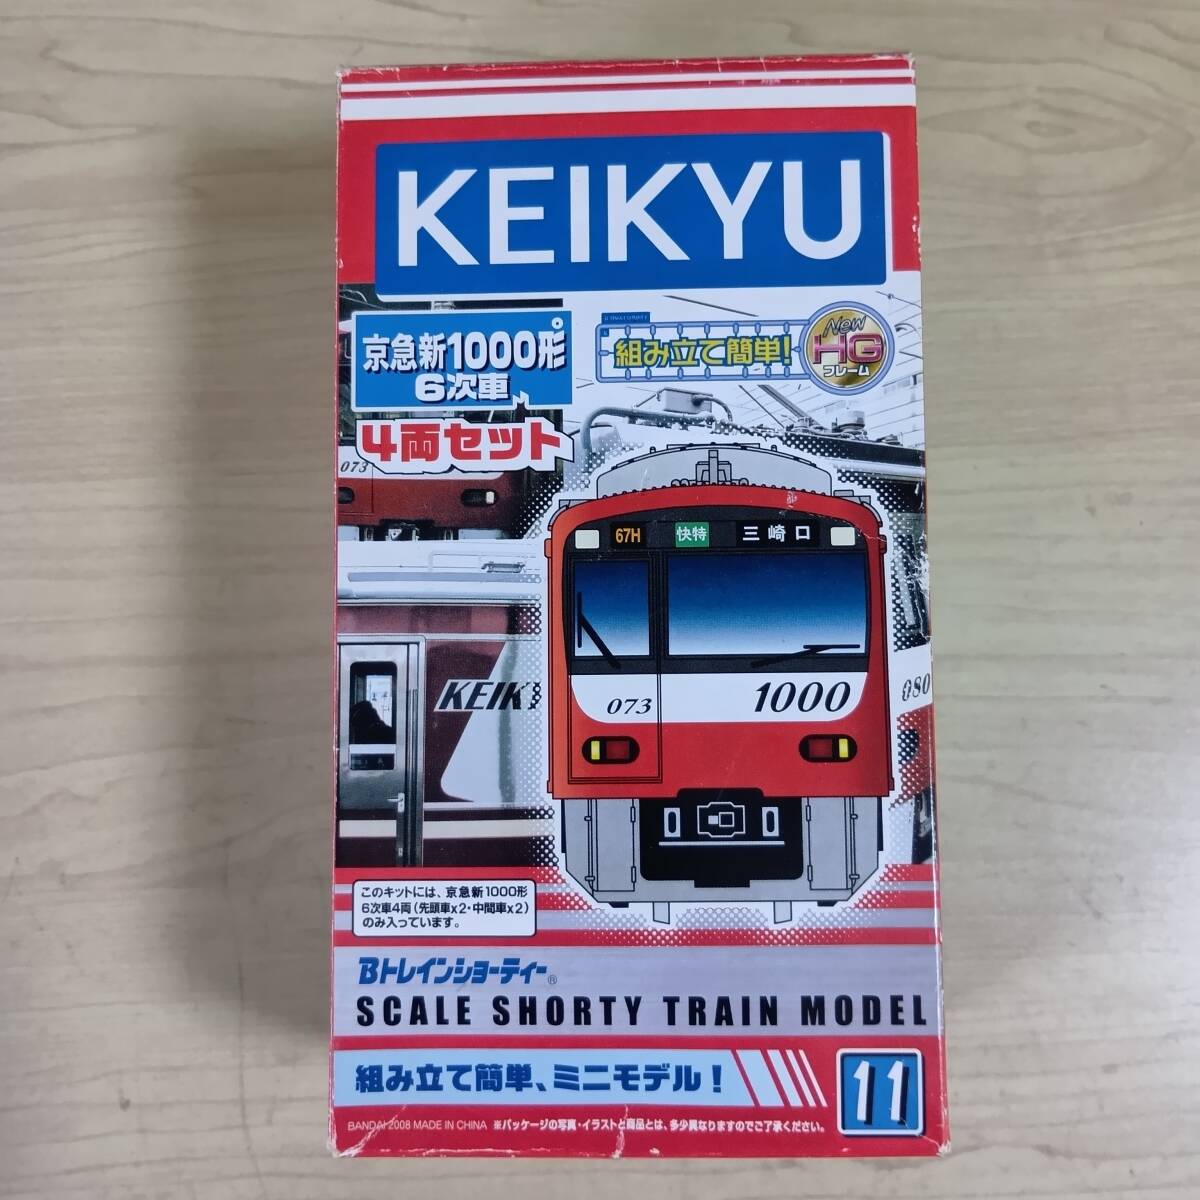 KEIKYU
京急新1000形
6次車
4両セット
組み立て簡単!
New
HG
フレーム
073
67H
快特
三崎口
KEIK
073
1000
080
このキットには、京急新1000形
6次車4両(先頭車x2・中間車x2)
のみ入っています。
Bトレインショーティー®
SCALE SHORTY TRAIN MODEL
組み立て簡単、ミニモデル!
11
BANDAI 2008 MADE IN CHINA ※パッケージの写真・イラストと商品とは、多少異なりますのでご了承ください。